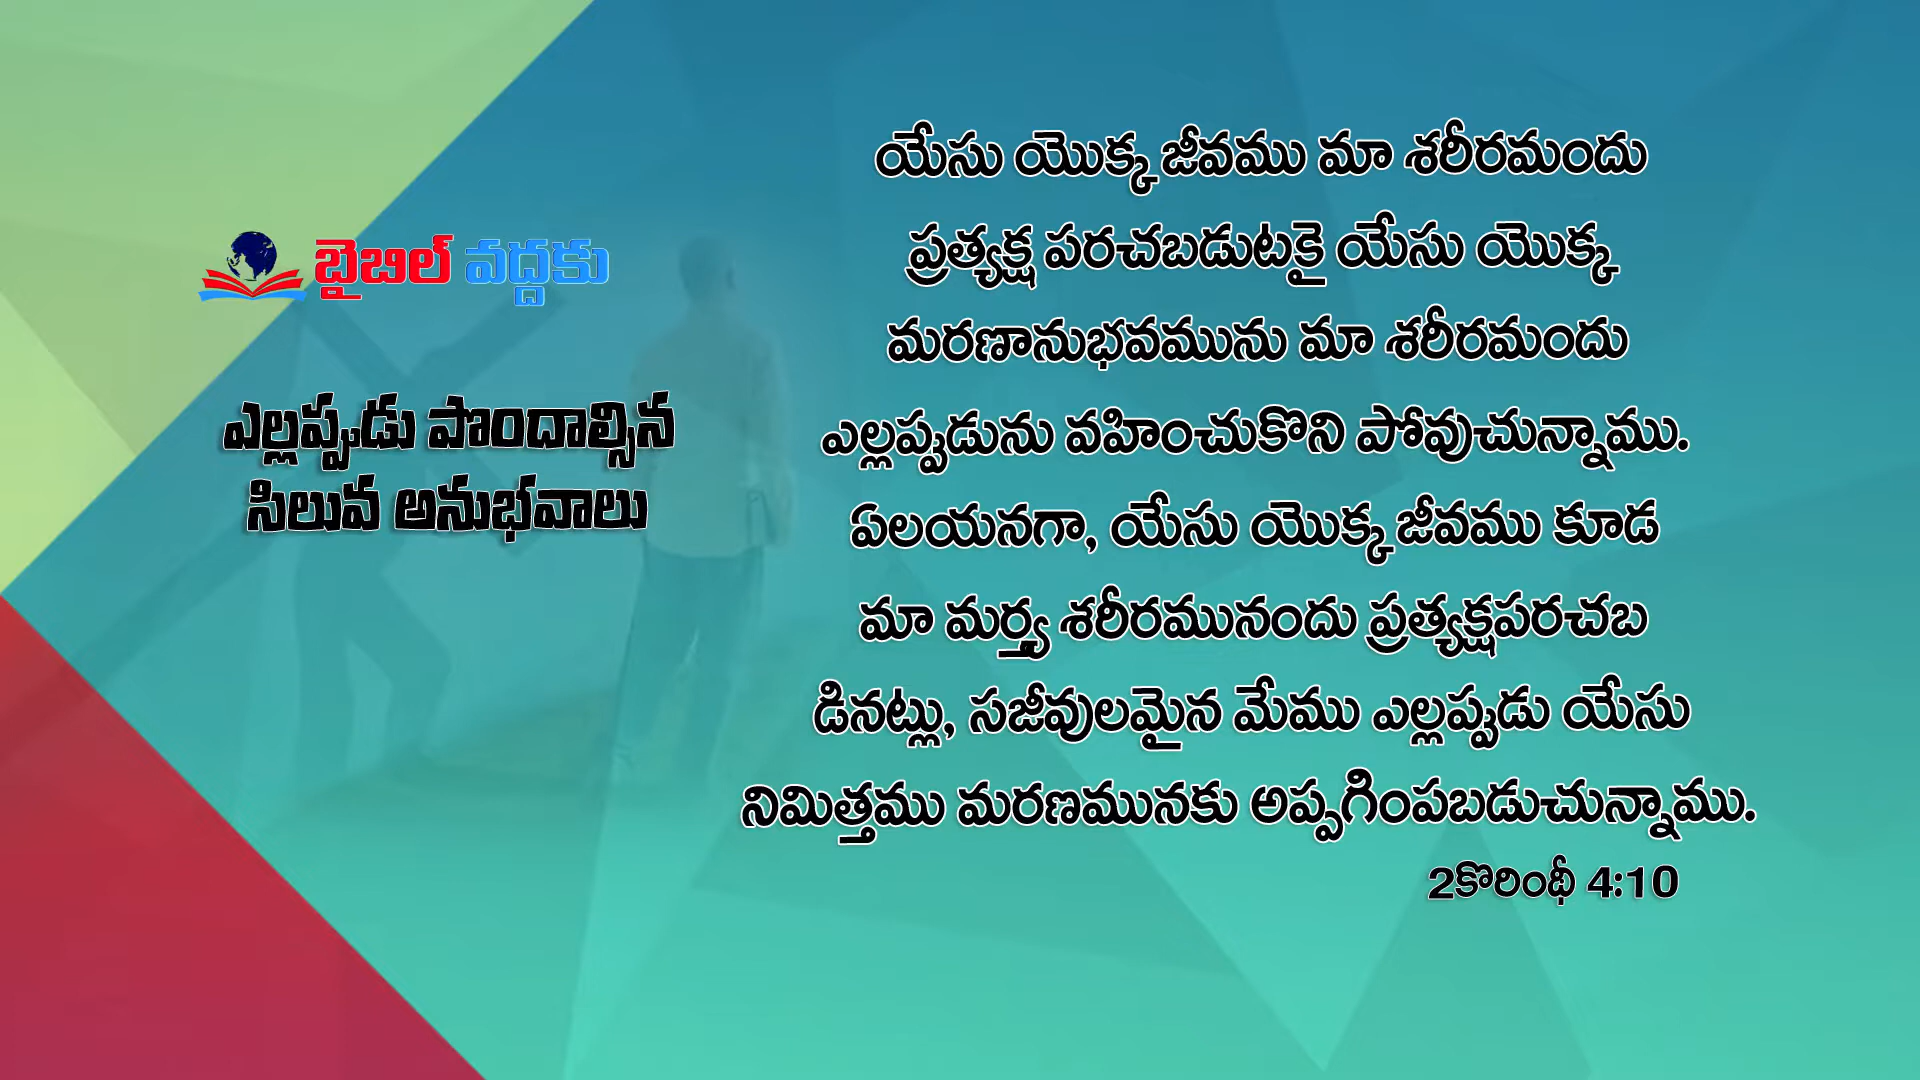 బైబిల్ వద్దకు
ఎల్లప్పుడు పొందాల్సిన
సిలువ అనుభవాలు
యేసు యొక్క జీవము మా శరీరమందు
ప్రత్యక్ష పరచబడుటకై యేసు యొక్క
మరణానుభవమును మా శరీరమందు
ఎల్లప్పుడును వహించుకొని పోవుచున్నాము.
ఏలయనగా, యేసు యొక్క జీవము కూడ
మా మర్త్య శరీరమునందు ప్రత్యక్షపరచబ
డినట్లు, సజీవులమైన మేము ఎల్లప్పుడు యేసు
నిమిత్తము మరణమునకు అప్పగింపబడుచున్నాము.
2కొరింథీ 4:10